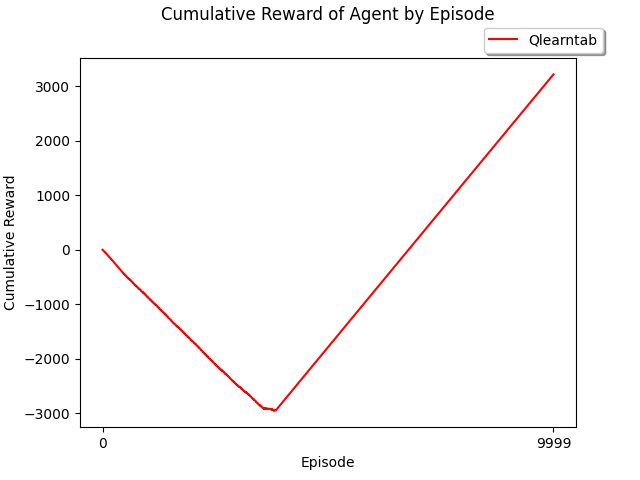 Cumulative Reward of Agent by Episode
Qlearntab
3000
2000
1000
0
−1000
−2000
−3000
Cumulative Reward
0
9999
Episode